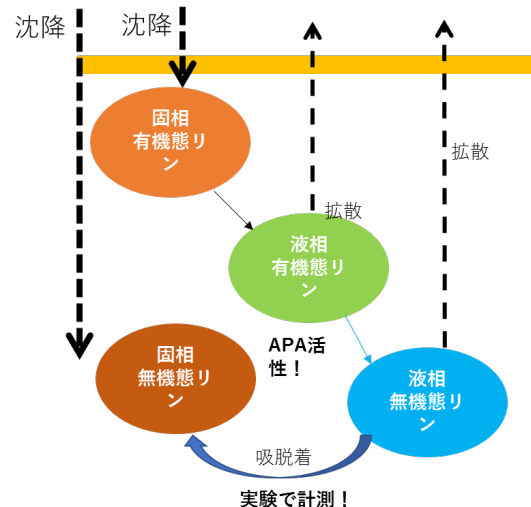 沈降
沈降
固相
有機態リ
ン
拡散
拡散
液相
有機態リ
ン
APA活
性！
固相
無機態リ
ン
液相
無機態リ
ン
吸脱着
実験で計測！